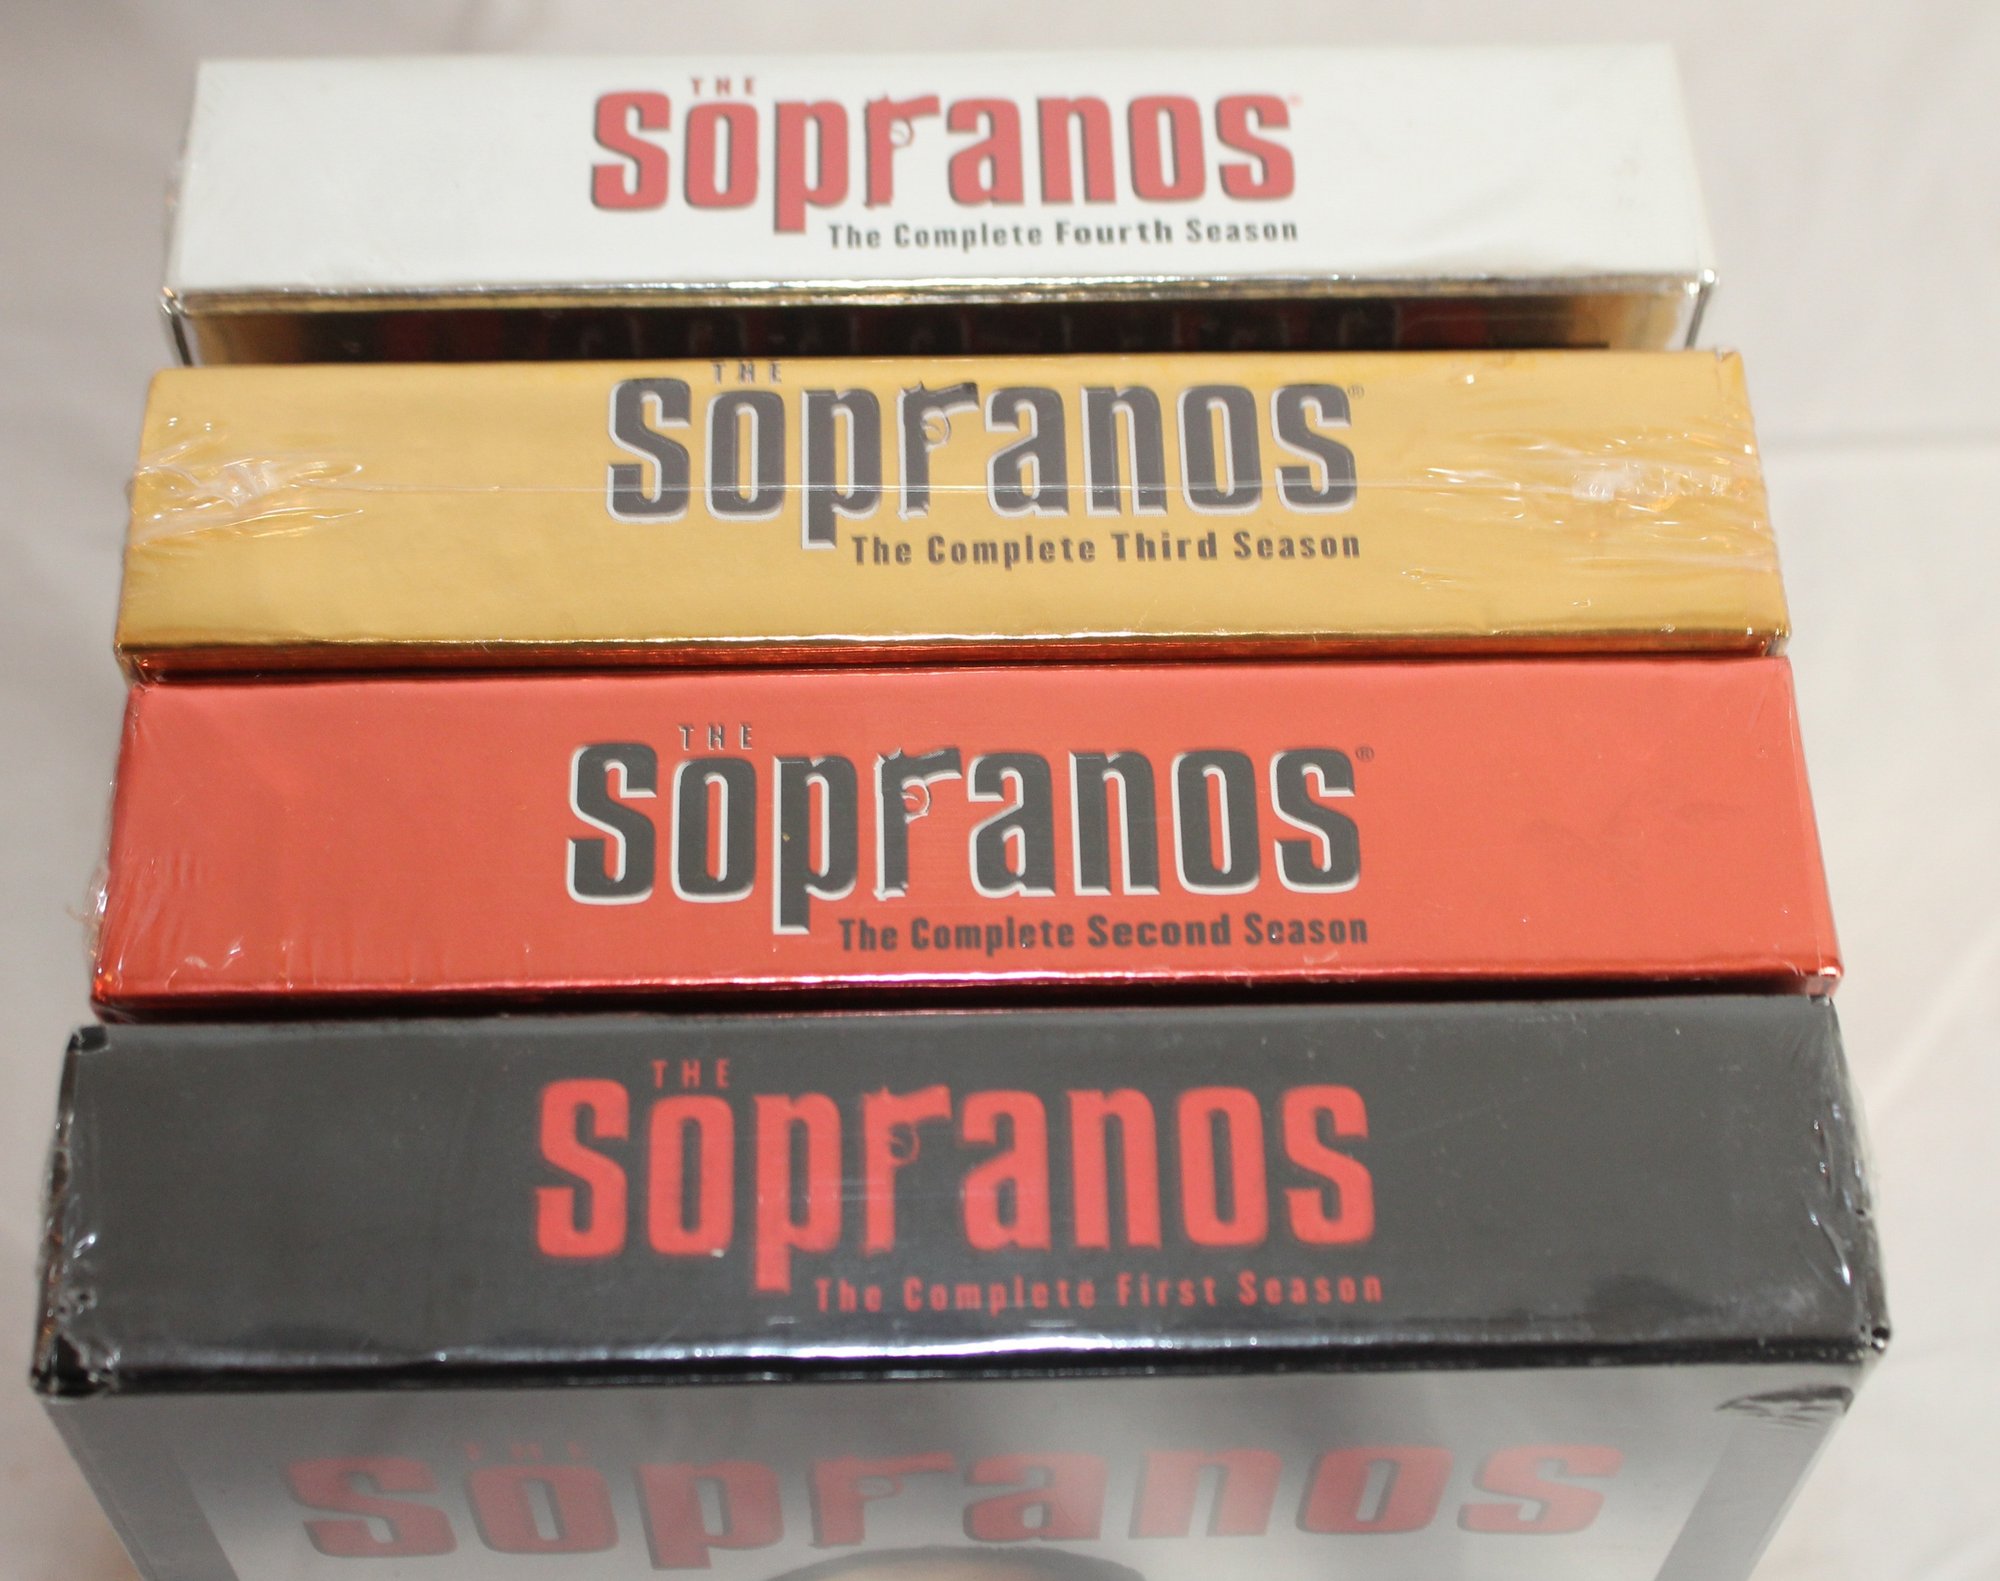 THE
Sopranos
The Complete Fourth Season
THE
Sopranos®
The Complete Third Season
THE
Sopranos®
The Complete Second Season
THE
Sopranos
The Complete First Season
THE
Sopranos